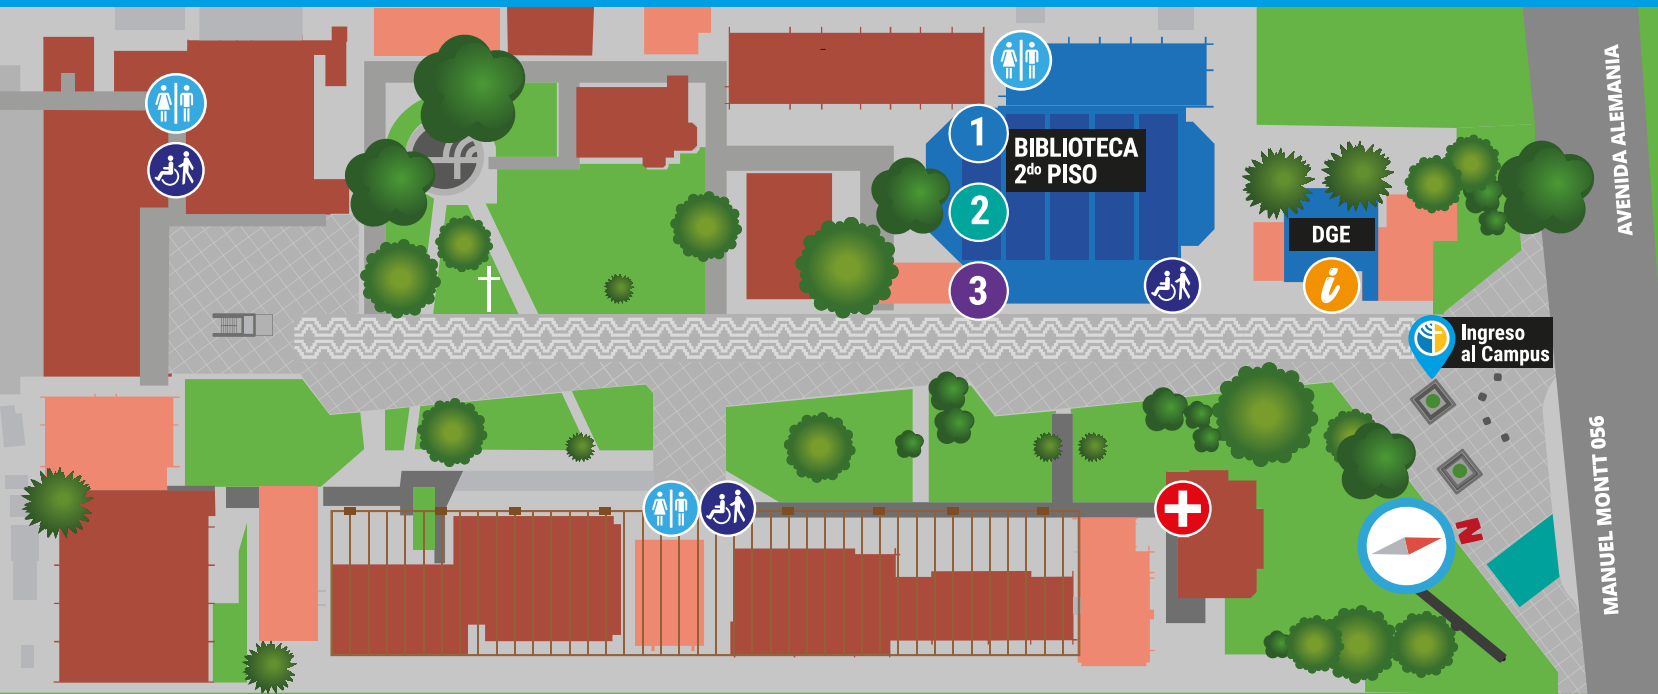 1
BIBLIOTECA
2do PISO
2
3
DGE
i
Ingreso
al Campus
AVENIDA ALEMANIA
MANUEL MONTT 056
N